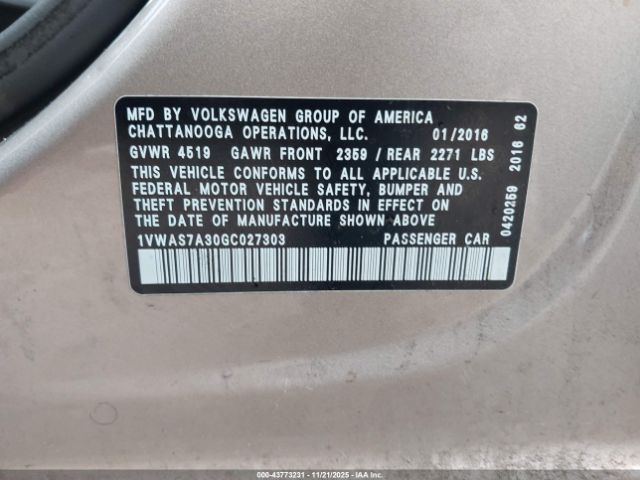 MFD BY VOLKSWAGEN GROUP OF AMERICA
CHATTANOOGA OPERATIONS, LLC. 01/2016
GVWR 4519 GAWR FRONT 2359 / REAR 2271 LBS
THIS VEHICLE CONFORMS TO ALL APPLICABLE U.S.
FEDERAL MOTOR VEHICLE SAFETY, BUMPER AND
THEFT PREVENTION STANDARDS IN EFFECT ON
THE DATE OF MANUFACTURE SHOWN ABOVE
1VWAS7A30GC027303 PASSENGER CAR
0420259 2016 02
000-43773231 - 11/21/2025 - IAAI.COM